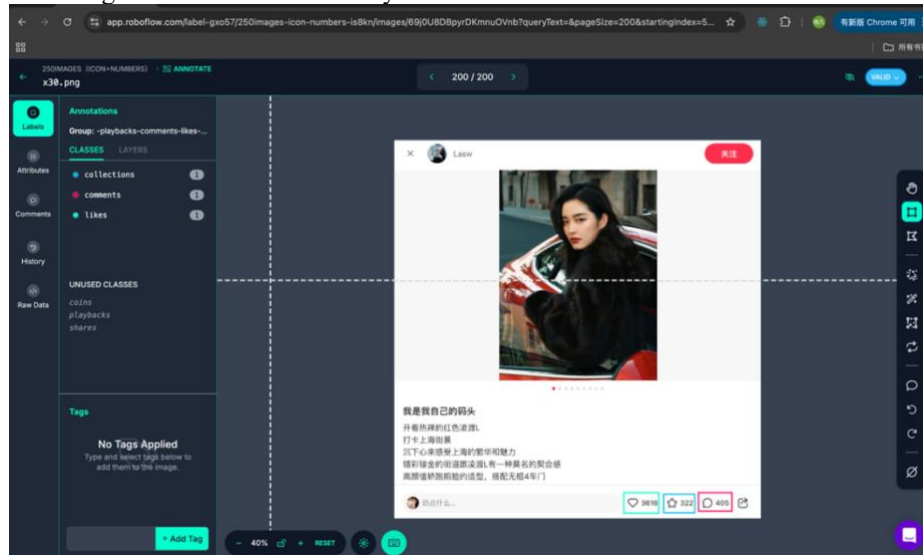 app.roboflow.com/label-gxo57/250images-icon-numbers-is8kn/images/69j0U8D8pyrDKmnuOVnb?queryText=&pageSize=200&startingIndex=5...
有新版 Chrome 可用
所有书
250IMAGES (ICON+NUMBERS) > ANNOTATE
x30.png
200 / 200
VALID
Labels
Attributes
Comments
History
Raw Data
Annotations
Group: -playbacks-comments-likes-...
CLASSES LAYERS
collections 1
comments 1
likes 1
UNUSED CLASSES
coins
playbacks
shares
Tags
No Tags Applied
Type and select tags below to
add them to the image.
+ Add Tag
× Lasw 关注
我是我自己的码头
开着热辣的红色凌渡L
打卡上海街景
沉下心来感受上海的繁华和魅力
镶彩镶金的街道跟凌渡L有一种莫名的契合感
高颜值轿跑前脸的造型，搭配无框4车门
说点什么...
3616 322 405
- 40% + RESET